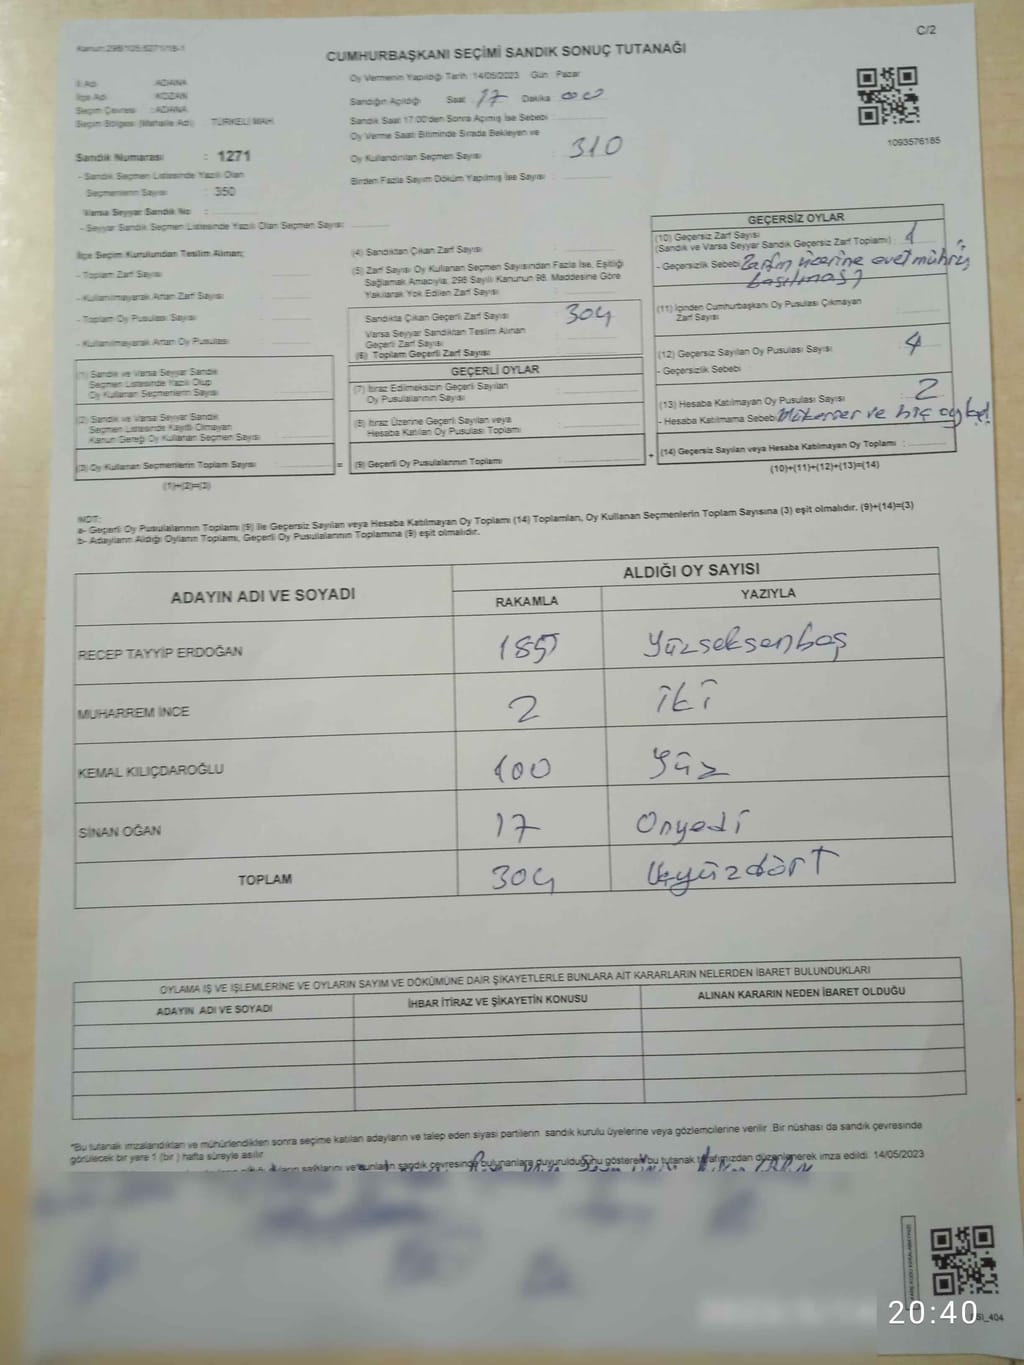 Kanun:298/105;6271/18-1
C/2
CUMHURBAŞKANI SEÇİMİ SANDIK SONUÇ TUTANAĞI
İl Adı : ADANA
İlçe Adı : KOZAN
Seçim Çevresi : ADANA
Seçim Bölgesi (Mahalle Adı) : TÜRKELİ MAH.
Sandık Numarası : 1271
- Sandık Seçmen Listesinde Yazılı Olan
Seçmenlerin Sayısı : 350
Varsa Seyyar Sandık No :
- Seyyar Sandık Seçmen Listesinde Yazılı Olan Seçmen Sayısı:
Oy Vermenin Yapıldığı Tarih :14/05/2023 Gün : Pazar
Sandığın Açıldığı Saat : 17 Dakika
Sandık Saat 17:00'den Sonra Açımış İse Sebebi :
Oy Verme Saati Bitiminde Sırada Bekleyen ve
Oy Kullandırılan Seçmen Sayısı : 310
Birden Fazla Sayım Döküm Yapılmış İse Sayısı :
1093576185
İlçe Seçim Kurulundan Teslim Alınan;
- Toplam Zarf Sayısı :
- Kullanılmayarak Artan Zarf Sayısı :
- Toplam Oy Pusulası Sayısı :
- Kullanılmayarak Artan Oy Pusulası :
(1) Sandık ve Varsa Seyyar Sandık
Seçmen Listesinde Yazılı Olup
Oy Kullanan Seçmenlerin Sayısı :
(2) Sandık ve Varsa Seyyar Sandık
Seçmen Listesinde Kayıtlı Olmayan
Kanun Gereği Oy Kullanan Seçmen Sayısı :
(3) Oy Kullanan Seçmenlerin Toplam Sayısı :
(1)+(2)=(3)
(4) Sandıktan Çıkan Zarf Sayısı :
(5) Zarf Sayısı Oy Kullanan Seçmen Sayısından Fazla İse, Eşitliği
Sağlamak Amacıyla, 298 Sayılı Kanunun 98. Maddesine Göre
Yakılarak Yok Edilen Zarf Sayısı :
Sandıkta Çıkan Geçerli Zarf Sayısı : 304
Varsa Seyyar Sandıktan Teslim Alınan
Geçerli Zarf Sayısı :
(6) Toplam Geçerli Zarf Sayısı :
=
GEÇERLİ OYLAR
(7) İtiraz Edilmeksizin Geçerli Sayılan
Oy Pusulalarının Sayısı :
(8) İtiraz Üzerine Geçerli Sayılan veya
Hesaba Katılan Oy Pusulası Toplamı :
(9) Geçerli Oy Pusulalarının Toplamı :
+
GEÇERSİZ OYLAR
(10) Geçersiz Zarf Sayısı
(Sandık ve Varsa Seyyar Sandık Geçersiz Zarf Toplamı) : 1
- Geçersizlik Sebebi : Zarfın üzerine evet mührü
basılması
(11) İçinden Cumhurbaşkanı Oy Pusulası Çıkmayan
Zarf Sayısı :
(12) Geçersiz Sayılan Oy Pusulası Sayısı : 4
- Geçersizlik Sebebi :
(13) Hesaba Katılmayan Oy Pusulası Sayısı : 2
- Hesaba Katılmama Sebebi : Mükerrer ve hiç oy
(14) Geçersiz Sayılan veya Hesaba Katılmayan Oy Toplamı :
(10)+(11)+(12)+(13)=(14)
NOT:
a- Geçerli Oy Pusulalarının Toplamı (9) ile Geçersiz Sayılan veya Hesaba Katılmayan Oy Toplamı (14) Toplamları, Oy Kullanan Seçmenlerin Toplam Sayısına (3) eşit olmalıdır. (9)+(14)=(3)
b- Adayların Aldığı Oyların Toplamı, Geçerli Oy Pusulalarının Toplamına (9) eşit olmalıdır.
ADAYIN ADI VE SOYADI
ALDIĞI OY SAYISI
RAKAMLA YAZIYLA
RECEP TAYYİP ERDOĞAN 185 Yüzseksenbeş
MUHARREM İNCE 2 İki
KEMAL KILIÇDAROĞLU 100 Yüz
SİNAN OĞAN 17 Onyedi
TOPLAM 304 Üçyüzdört
OYLAMA İŞ VE İŞLEMLERİNE VE OYLARIN SAYIM VE DÖKÜMÜNE DAİR ŞİKAYETLERLE BUNLARA AİT KARARLARIN NELERDEN İBARET BULUNDUKLARI
ADAYIN ADI VE SOYADI İHBAR İTİRAZ VE ŞİKAYETİN KONUSU ALINAN KARARIN NEDEN İBARET OLDUĞU
*Bu tutanak imzalandıktan ve mühürlendikten sonra seçime katılan adayların ve talep eden siyasi partilerin sandık kurulu üyelerine veya gözlemcilerine verilir. Bir nüshası da sandık çevresinde
görülecek bir yere 1 (bir) hafta süreyle asılır.
sandık çevresinde bulunanlara duyurulduğunu gösteren bu tutanak tarafımızdan düzenlenerek imza edildi. 14/05/2023
20:40